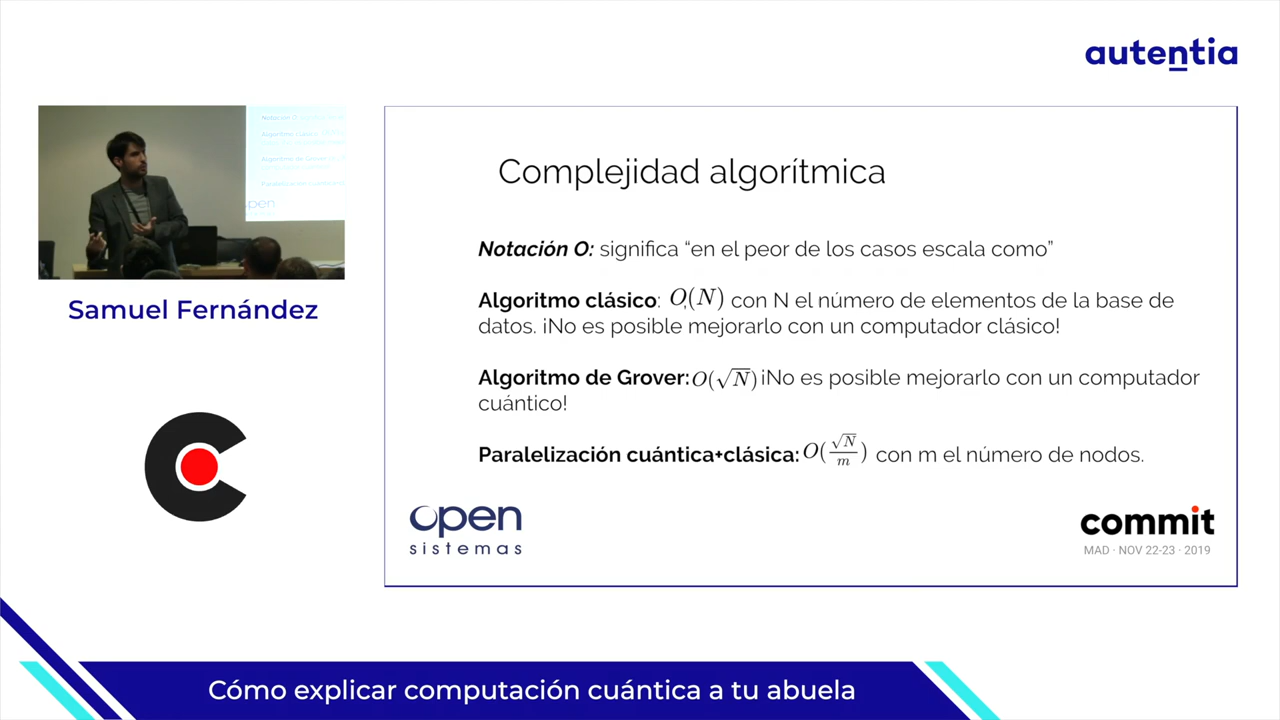 autentia
Complejidad algorítmica
Notación O: significa “en el peor de los casos escala como”
Algoritmo clásico: O(N) con N el número de elementos de la base de
datos. ¡No es posible mejorarlo con un computador clásico!
Algoritmo de Grover: O(√N) ¡No es posible mejorarlo con un computador
cuántico!
Paralelización cuántica+clásica: O(√N/m) con m el número de nodos.
open
sistemas
commit
MAD · NOV 22-23 · 2019
Samuel Fernández
Cómo explicar computación cuántica a tu abuela